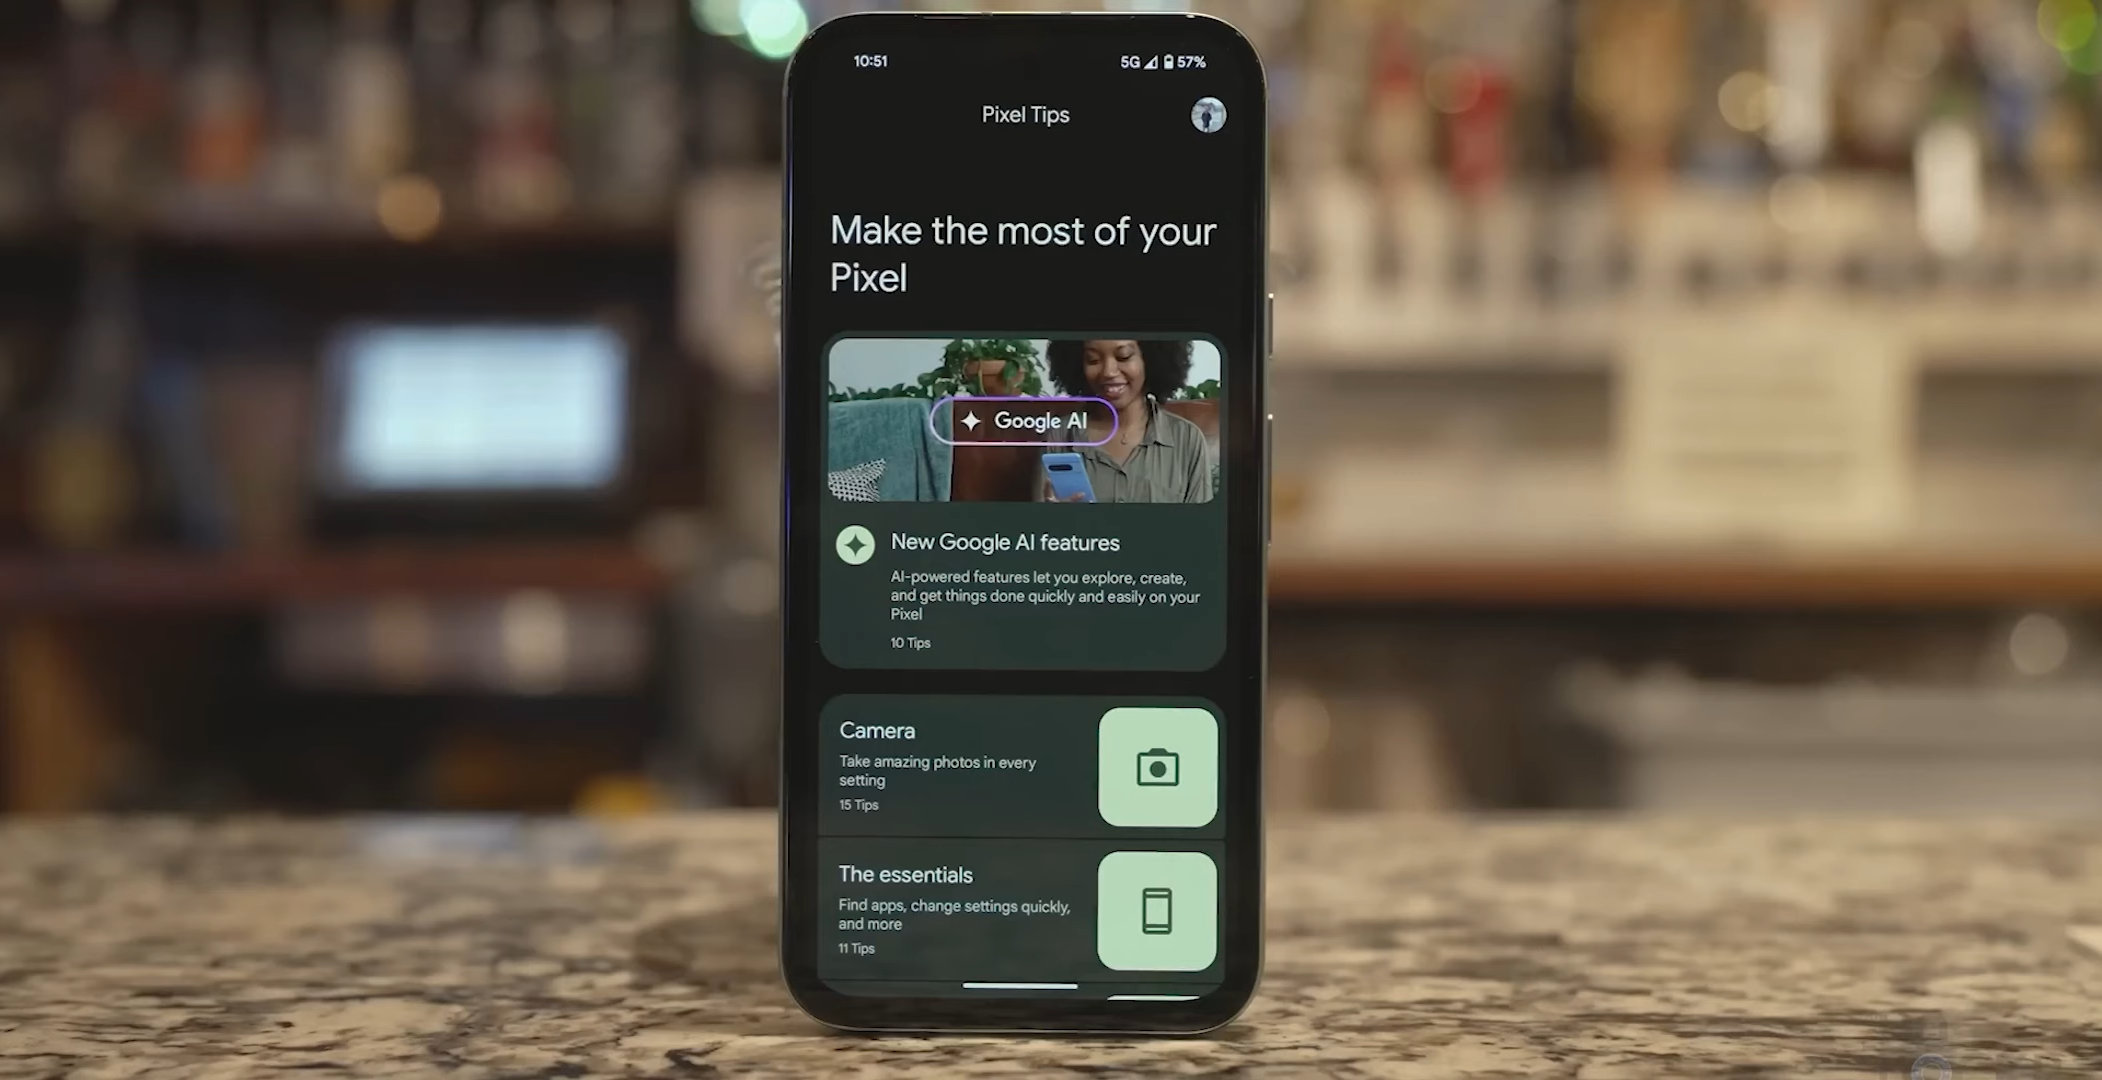 10:51
5G 57%
Pixel Tips
Make the most of your
Pixel
Google AI
New Google AI features
AI-powered features let you explore, create,
and get things done quickly and easily on your
Pixel
10 Tips
Camera
Take amazing photos in every
setting
15 Tips
The essentials
Find apps, change settings quickly,
and more
11 Tips